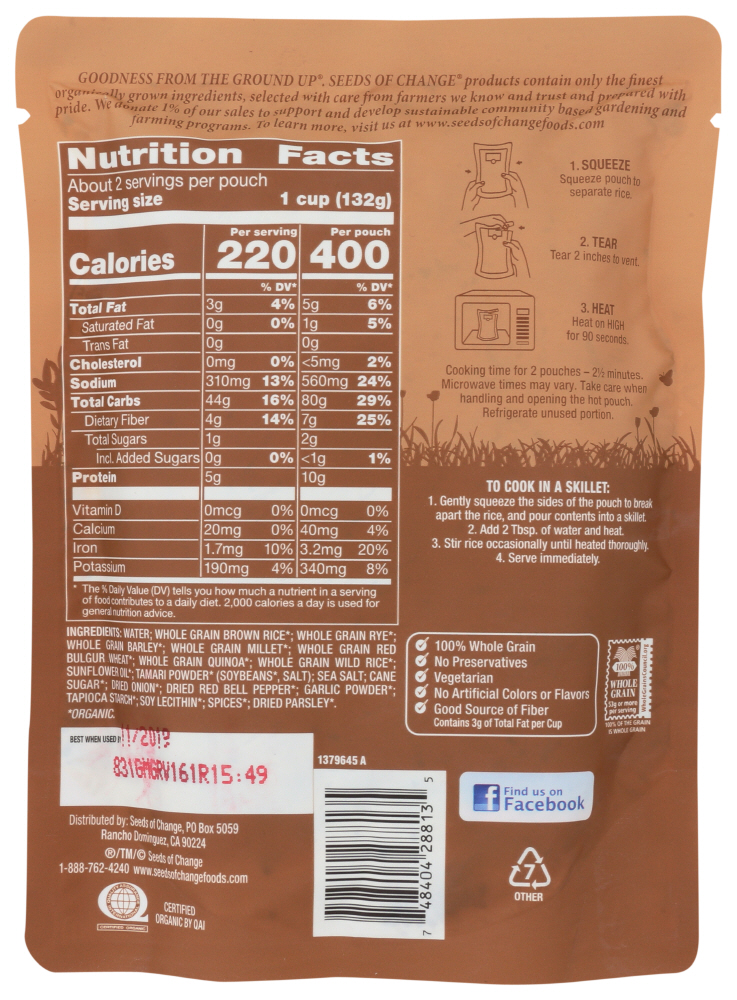 GOODNESS FROM THE GROUND UP®. SEEDS OF CHANGE® products contain only the finest
organically grown ingredients, selected with care from farmers we know and trust and prepared with
pride. We donate 1% of our sales to support and develop sustainable community based gardening and
farming programs. To learn more, visit us at www.seedsofchangefoods.com
Nutrition Facts
About 2 servings per pouch
Serving size 1 cup (132g)
Per serving Per pouch
Calories 220 400
% DV* % DV*
Total Fat 3g 4% 5g 6%
Saturated Fat 0g 0% 1g 5%
Trans Fat 0g 0g
Cholesterol 0mg 0% <5mg 2%
Sodium 310mg 13% 560mg 24%
Total Carbs 44g 16% 80g 29%
Dietary Fiber 4g 14% 7g 25%
Total Sugars 1g 2g
Incl. Added Sugars 0g 0% <1g 1%
Protein 5g 10g
Vitamin D 0mcg 0% 0mcg 0%
Calcium 20mg 0% 40mg 4%
Iron 1.7mg 10% 3.2mg 20%
Potassium 190mg 4% 340mg 8%
* The % Daily Value (DV) tells you how much a nutrient in a serving
of food contributes to a daily diet. 2,000 calories a day is used for
general nutrition advice.
INGREDIENTS: WATER; WHOLE GRAIN BROWN RICE*; WHOLE GRAIN RYE*;
WHOLE GRAIN BARLEY*; WHOLE GRAIN MILLET*; WHOLE GRAIN RED
BULGUR WHEAT*; WHOLE GRAIN QUINOA*; WHOLE GRAIN WILD RICE*;
SUNFLOWER OIL*; TAMARI POWDER* (SOYBEANS*, SALT); SEA SALT; CANE
SUGAR*; DRIED ONION*; DRIED RED BELL PEPPER*; GARLIC POWDER*;
TAPIOCA STARCH*; SOY LECITHIN*; SPICES*; DRIED PARSLEY*.
*ORGANIC
BEST WHEN USED 11/2019
161R15:49
Distributed by: Seeds of Change, PO Box 5059
Rancho Dominguez, CA 90224
®/TM/© Seeds of Change
1-888-762-4240 www.seedsofchangefoods.com
CERTIFIED ORGANIC
CERTIFIED
ORGANIC BY QAI
1. SQUEEZE
Squeeze pouch to
separate rice.
2. TEAR
Tear 2 inches to vent.
3. HEAT
Heat on HIGH
for 90 seconds.
Cooking time for 2 pouches – 2½ minutes.
Microwave times may vary. Take care when
handling and opening the hot pouch.
Refrigerate unused portion.
TO COOK IN A SKILLET:
1. Gently squeeze the sides of the pouch to break
apart the rice, and pour contents into a skillet.
2. Add 2 Tbsp. of water and heat.
3. Stir rice occasionally until heated thoroughly.
4. Serve immediately.
100% Whole Grain
No Preservatives
Vegetarian
No Artificial Colors or Flavors
Good Source of Fiber
Contains 3g of Total Fat per Cup
100%
WHOLE
GRAIN
53g or more
per serving
WholeGrainsCouncil.org
100% OF THE GRAIN
IS WHOLE GRAIN
1379645 A
7 48404 28813 5
f Find us on
Facebook
7
OTHER